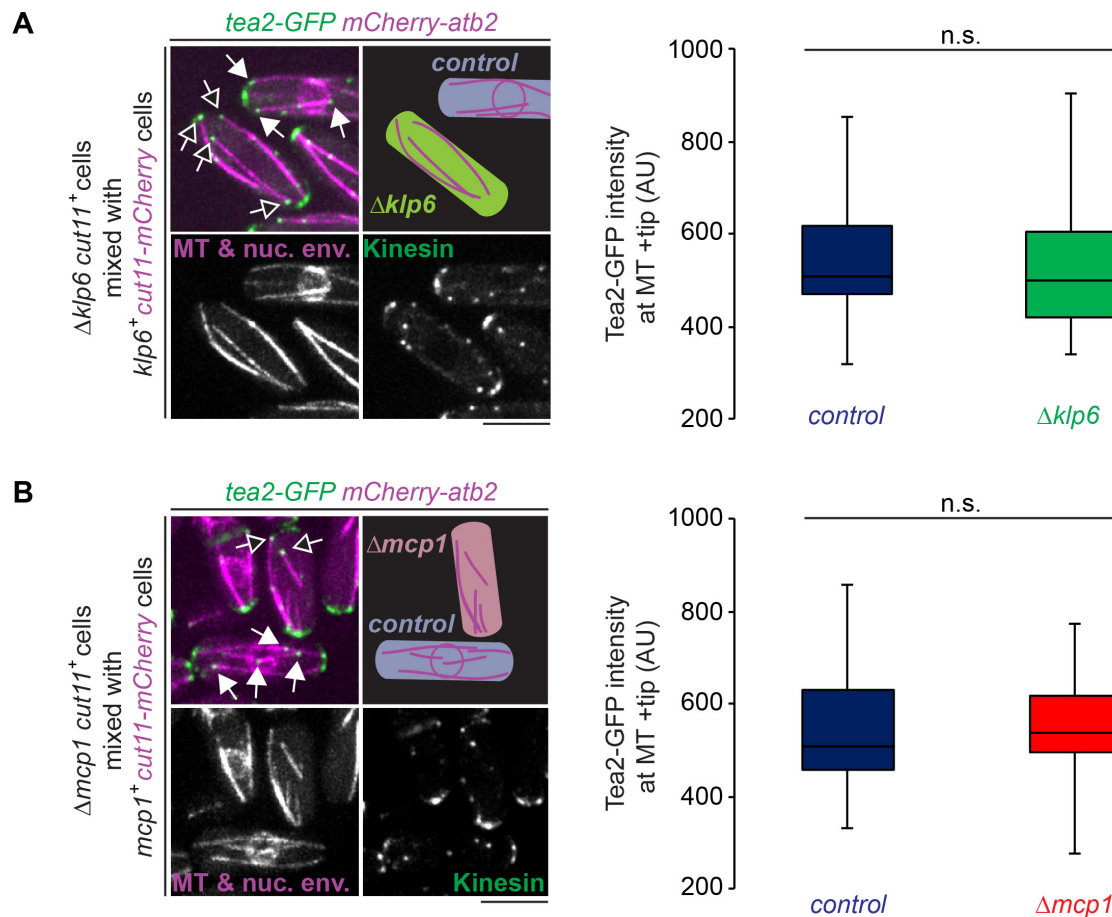 A
tea2-GFP mCherry-atb2
Δklp6 cut11+ cells
mixed with
klp6+ cut11-mCherry cells
control
Δklp6
MT & nuc. env.
Kinesin
n.s.
Tea2-GFP intensity
at MT +tip (AU)
1000
800
600
400
200
control
Δklp6
B
tea2-GFP mCherry-atb2
Δmcp1 cut11+ cells
mixed with
mcp1+ cut11-mCherry cells
Δmcp1
control
MT & nuc. env.
Kinesin
n.s.
Tea2-GFP intensity
at MT +tip (AU)
1000
800
600
400
200
control
Δmcp1